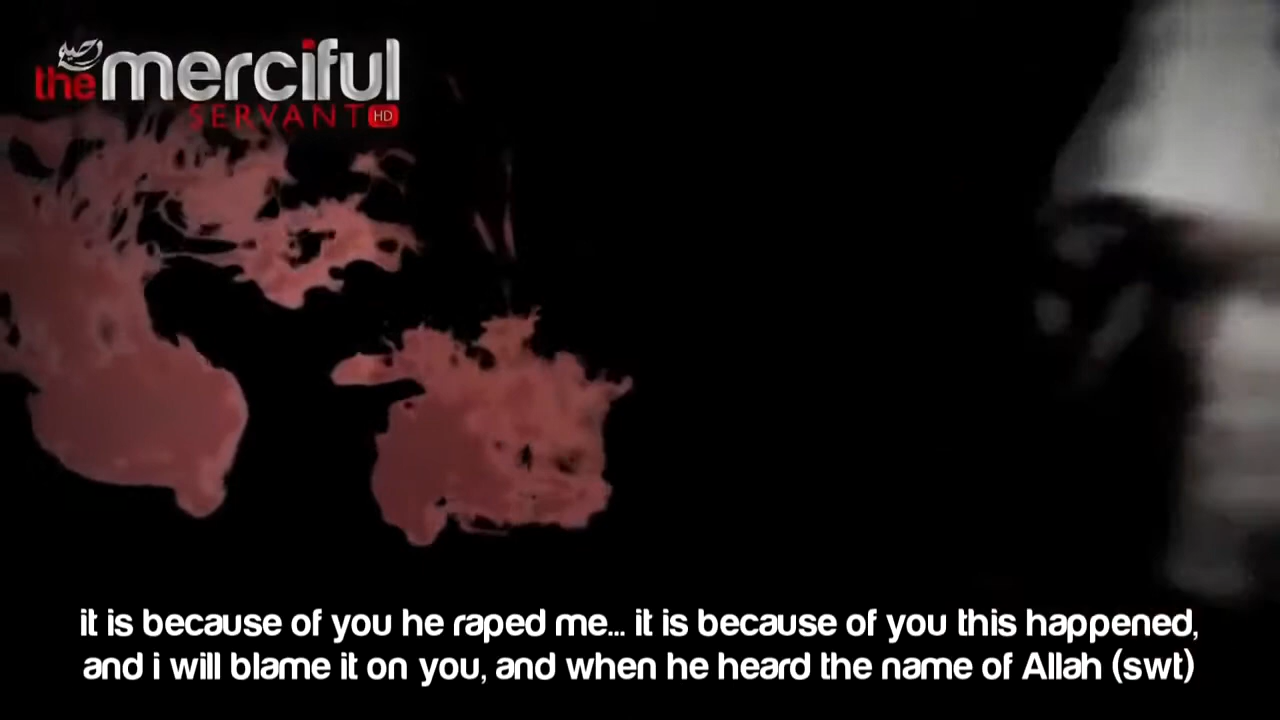 the merciful
SERVANT HD
it is because of you he raped me... it is because of you this happened,
and i will blame it on you, and when he heard the name of Allah (swt)